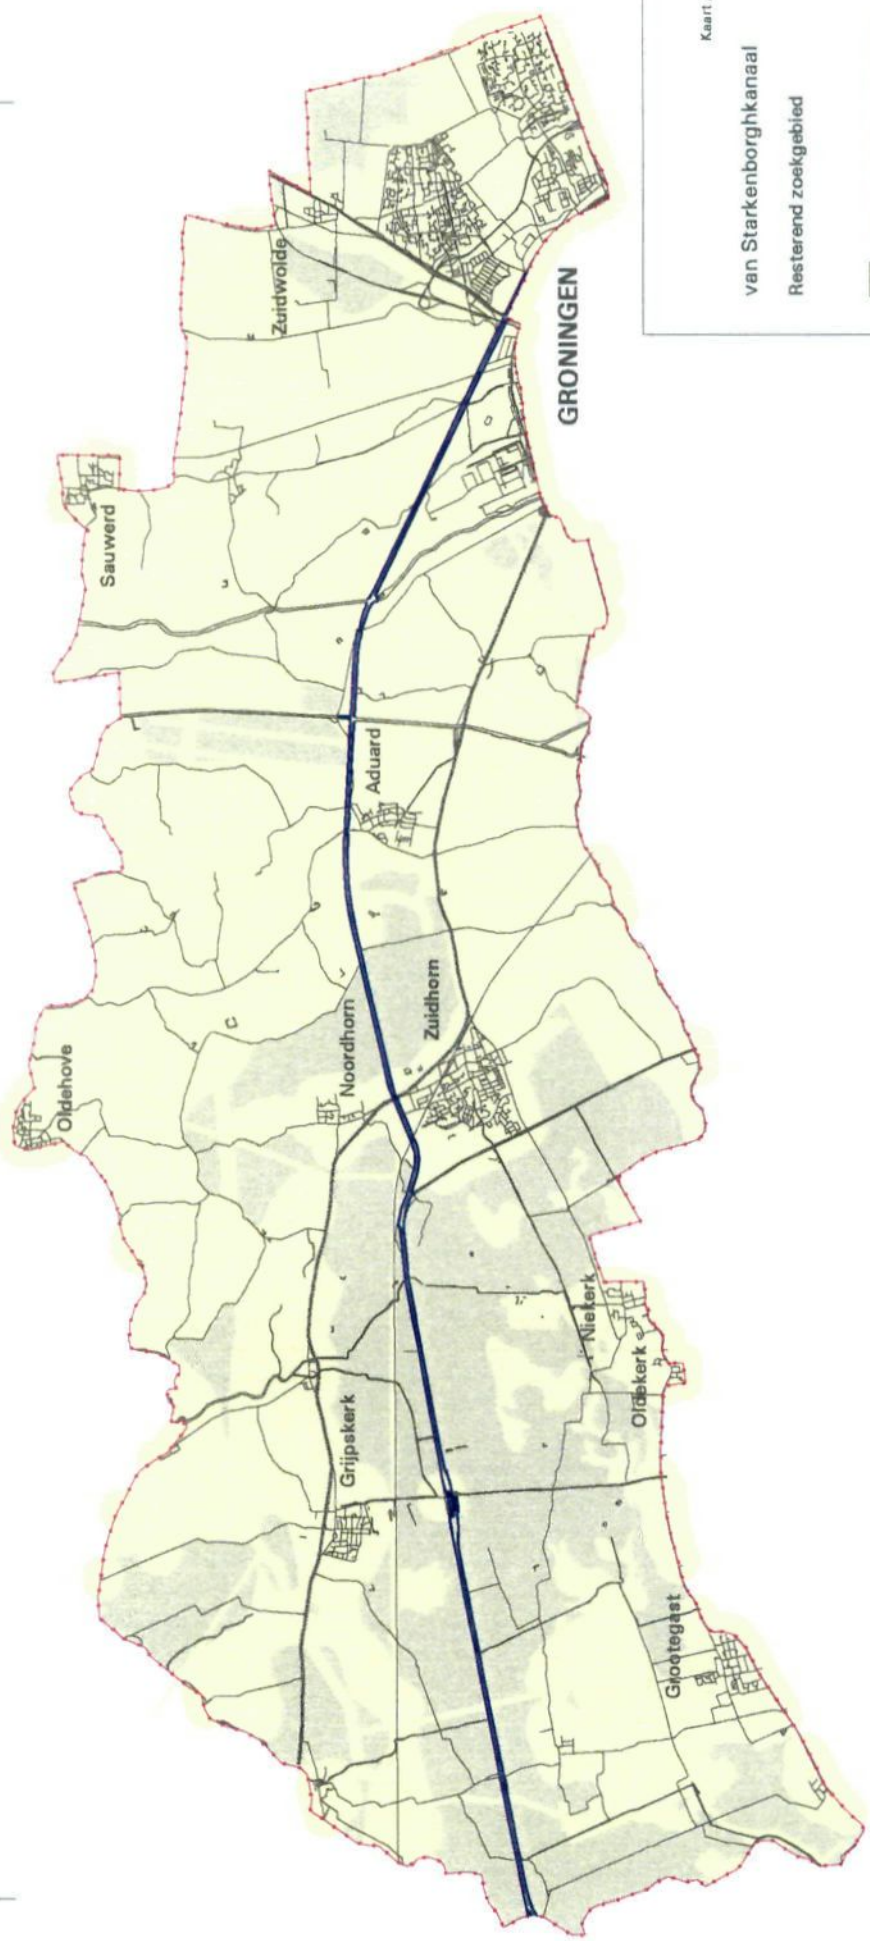 Oldehove
Sauwerd
Zuidwolde
Grijpskerk
Noordhorn
Aduard
Zuidhorn
GRONINGEN
Niekerk
Oldekerk
Grootegast
Kaart
van Starkenborghkanaal
Resterend zoekgebied